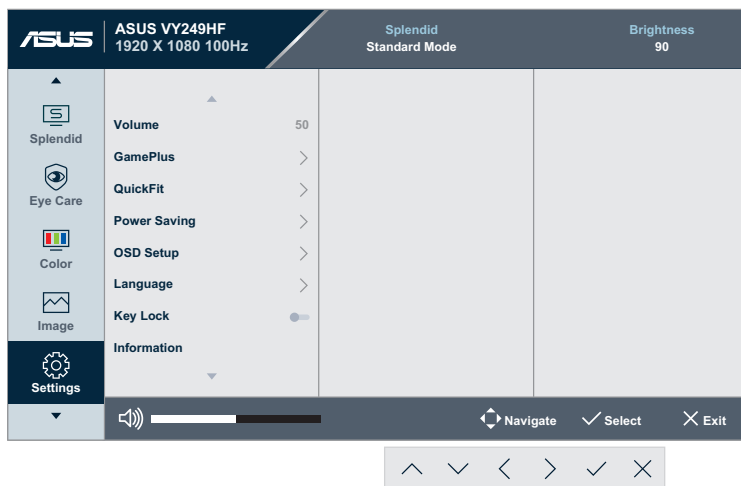 ASUS
ASUS VY249HF
1920 X 1080 100Hz
Splendid
Standard Mode
Brightness
90
Splendid
Eye Care
Color
Image
Settings
Volume 50
GamePlus
QuickFit
Power Saving
OSD Setup
Language
Key Lock
Information
Navigate
Select
Exit